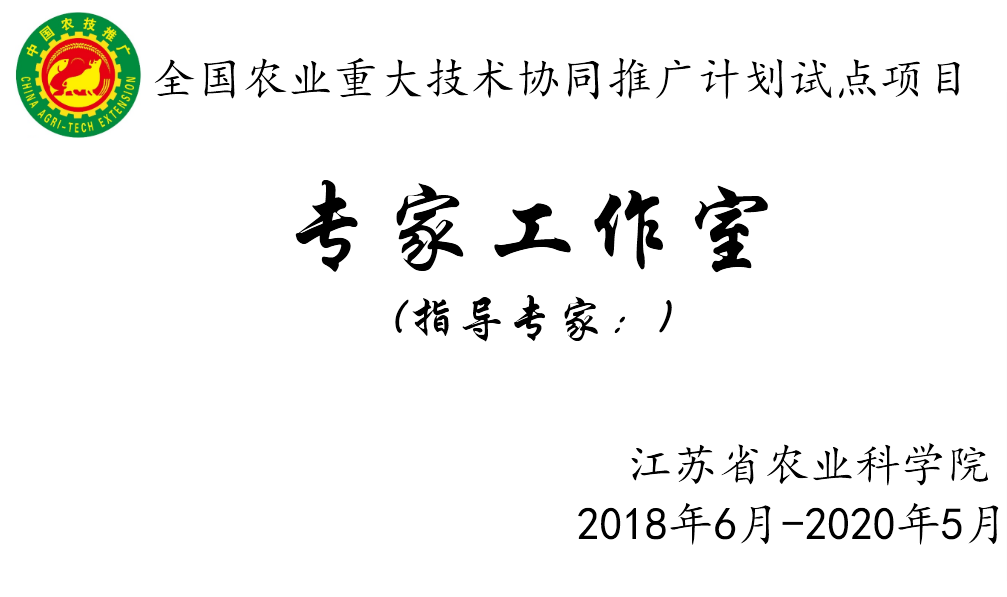 中国农技推广
CHINA AGRI-TECH EXTENSION
全国农业重大技术协同推广计划试点项目
专家工作室
(指导专家: )
江苏省农业科学院
2018年6月-2020年5月